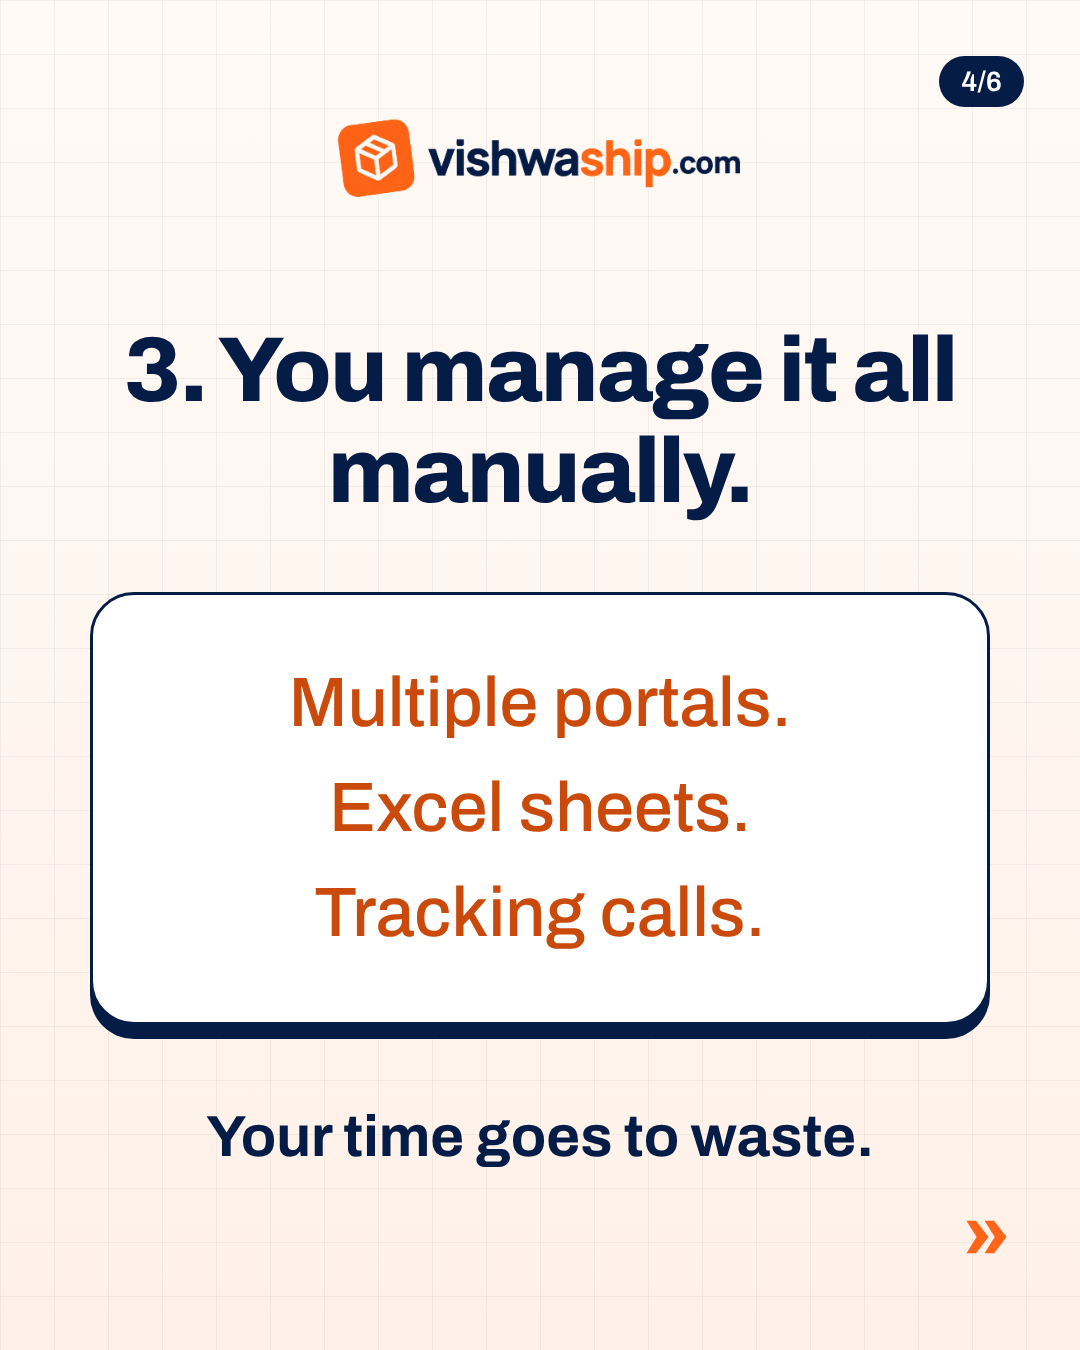 4/6
vishwaship.com
3. You manage it all
manually.
Multiple portals.
Excel sheets.
Tracking calls.
Your time goes to waste.
»